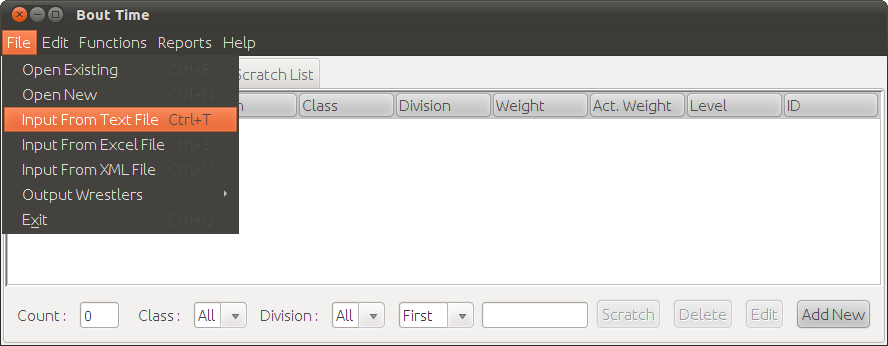 Bout Time
File Edit Functions Reports Help
Open Existing Ctrl+E
Scratch List
Open New Ctrl+N
Class Division Weight Act. Weight Level ID
Input From Text File Ctrl+T
Input From Excel File Ctrl+S
Input From XML File Ctrl+M
Output Wrestlers
Exit Ctrl+Q
Count : 0 Class : All Division : All First Scratch Delete Edit Add New